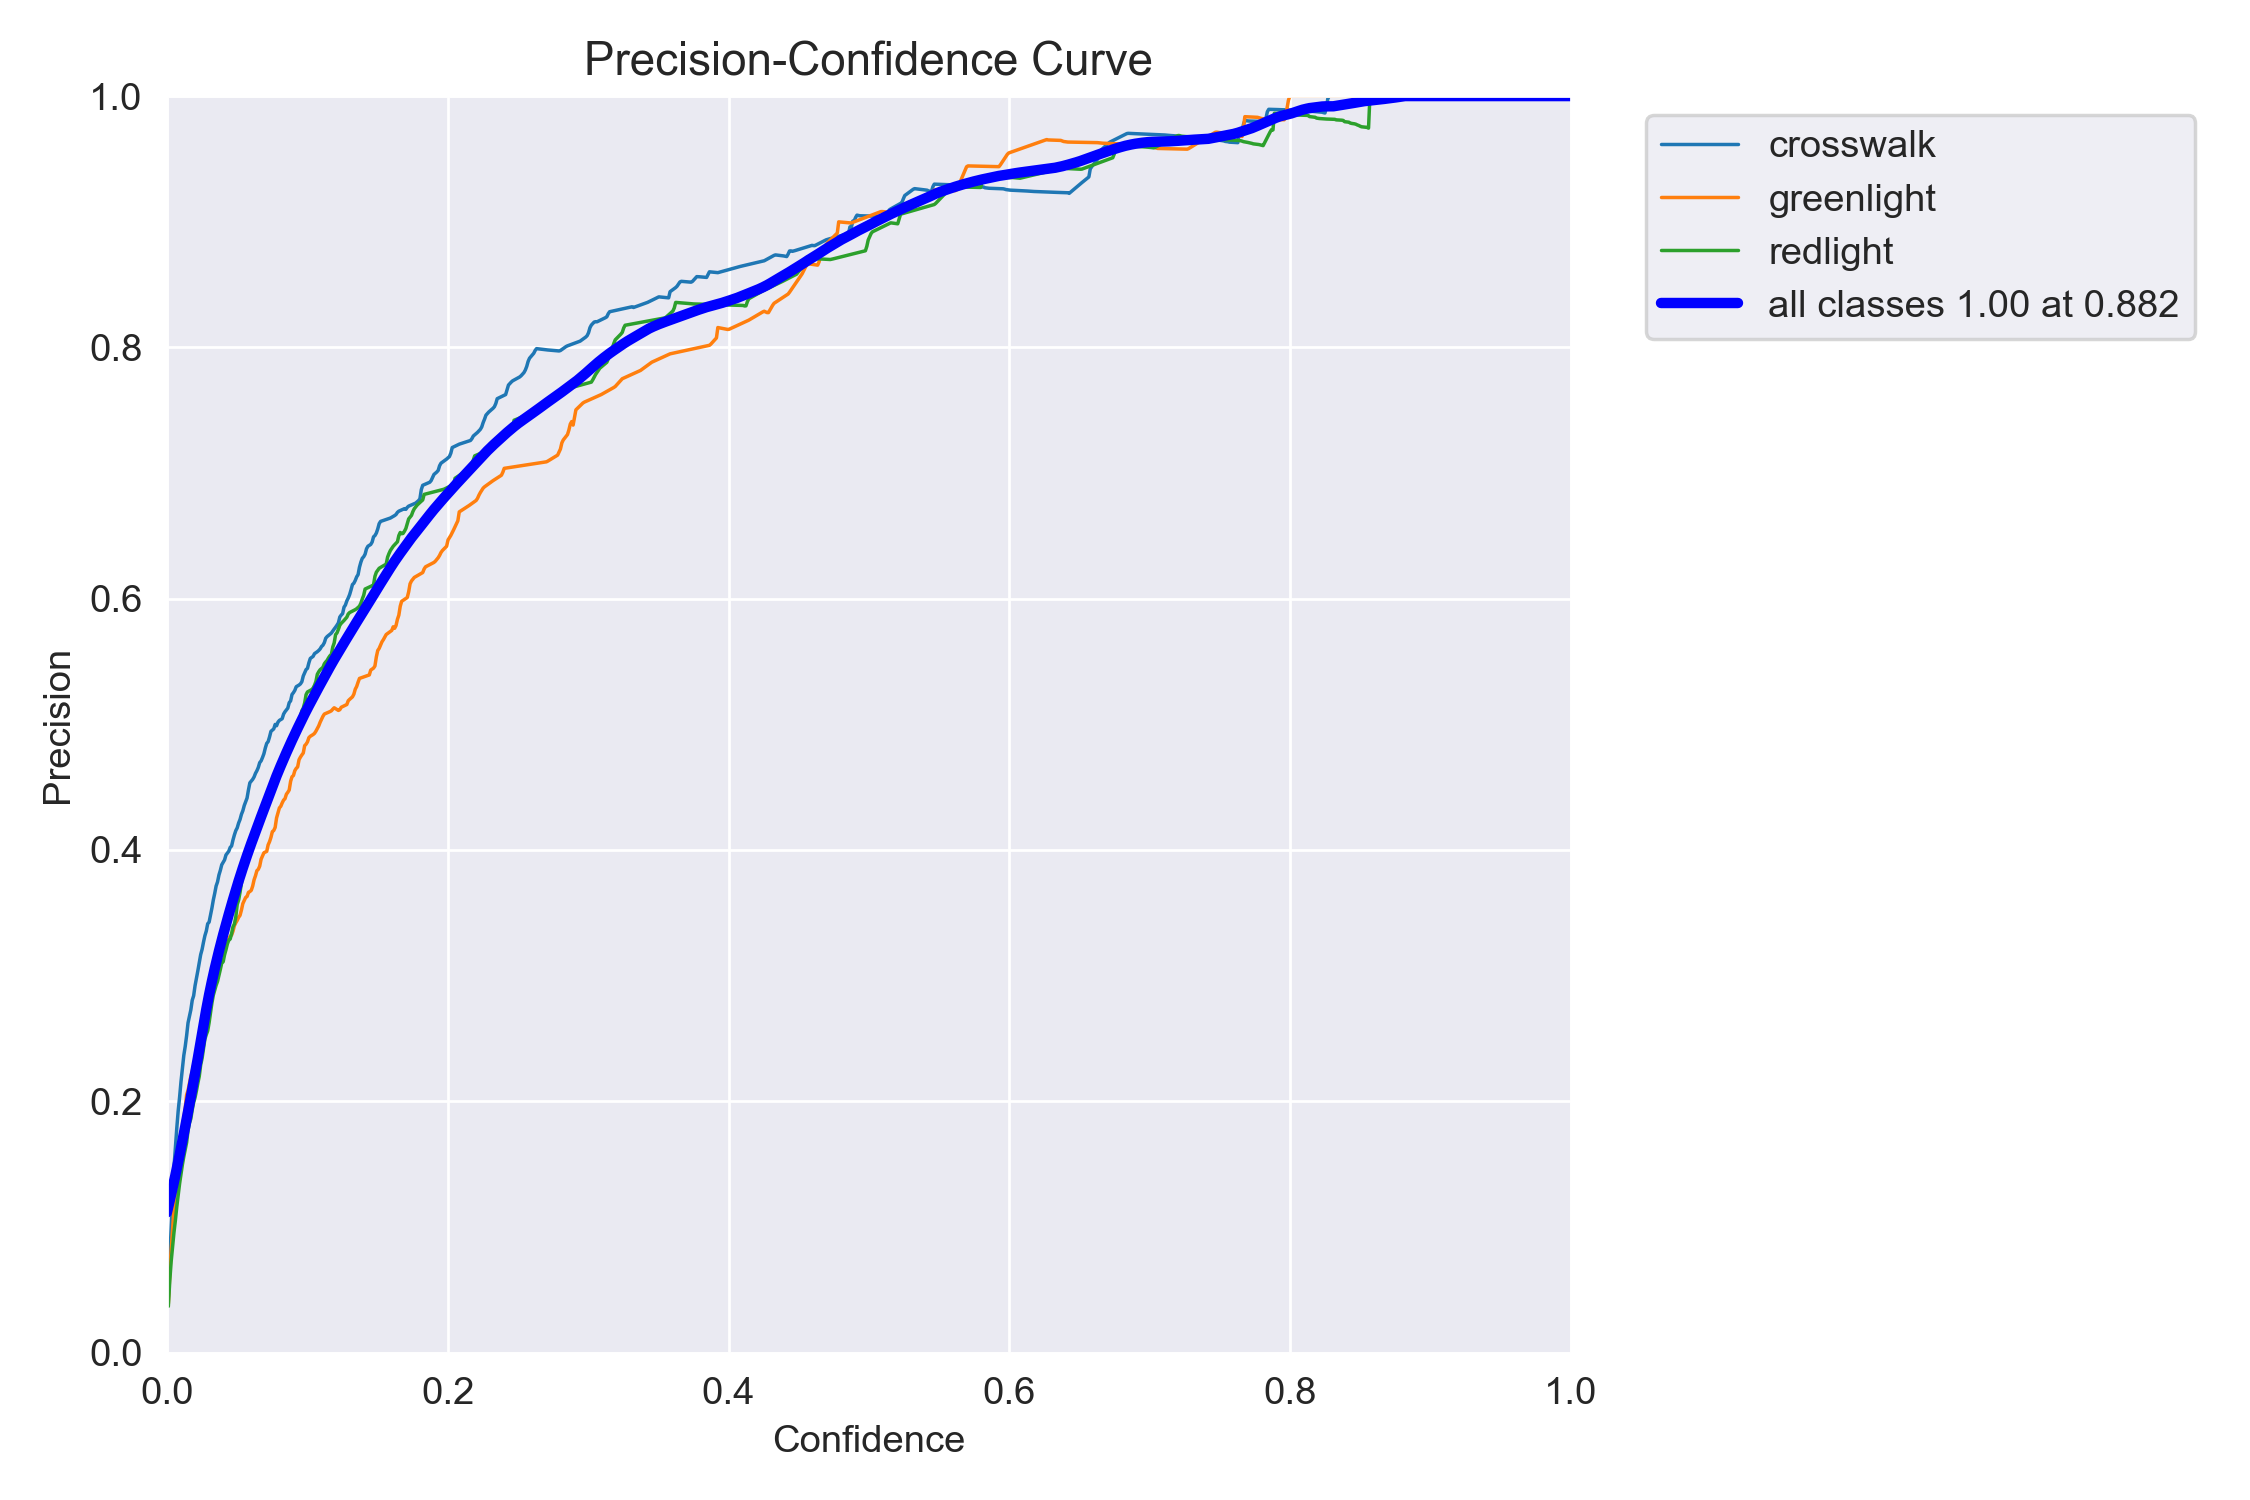 Precision-Confidence Curve
1.0
0.8
0.6
0.4
0.2
0.0
Precision
0.0 0.2 0.4 0.6 0.8 1.0
Confidence
crosswalk
greenlight
redlight
all classes 1.00 at 0.882